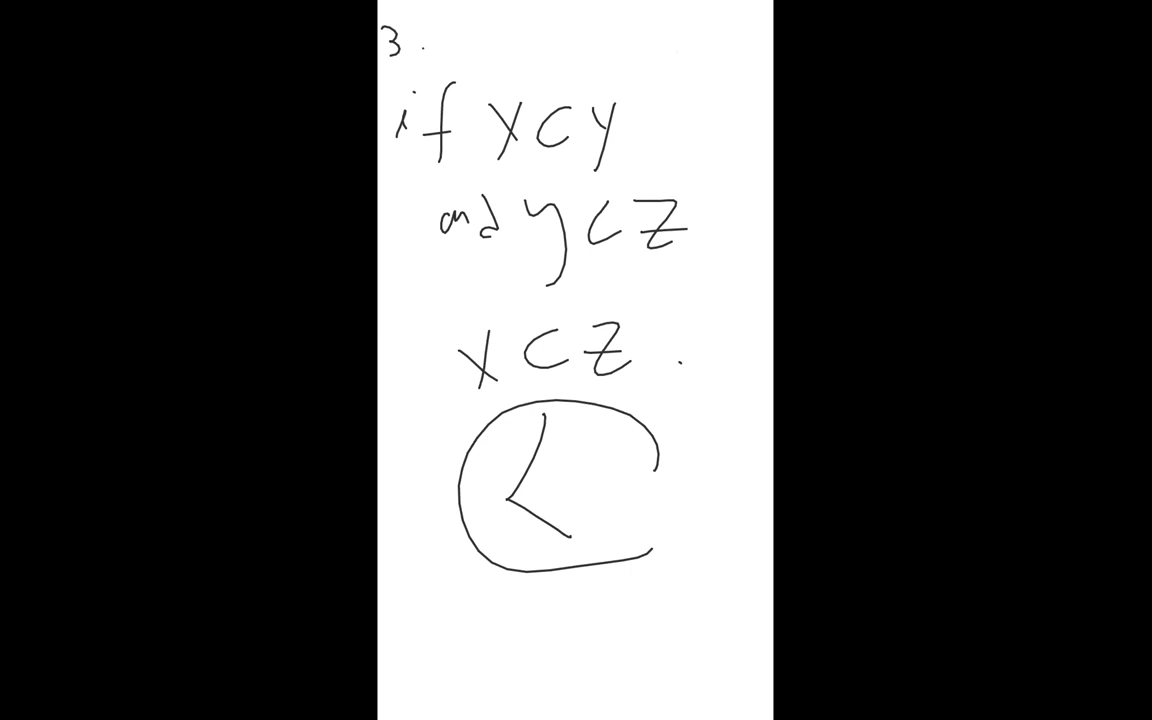 3.
if x ⊂ y
and y ⊂ z
x ⊂ z.